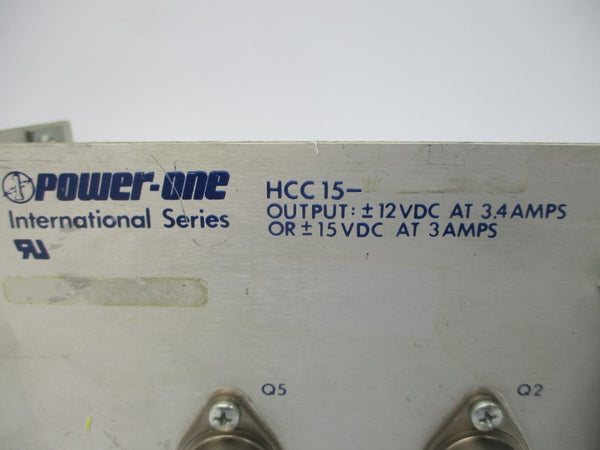 power-one
HCC15-
International Series
OUTPUT: ±12VDC AT 3.4AMPS
OR ±15VDC AT 3AMPS
Q5
Q2